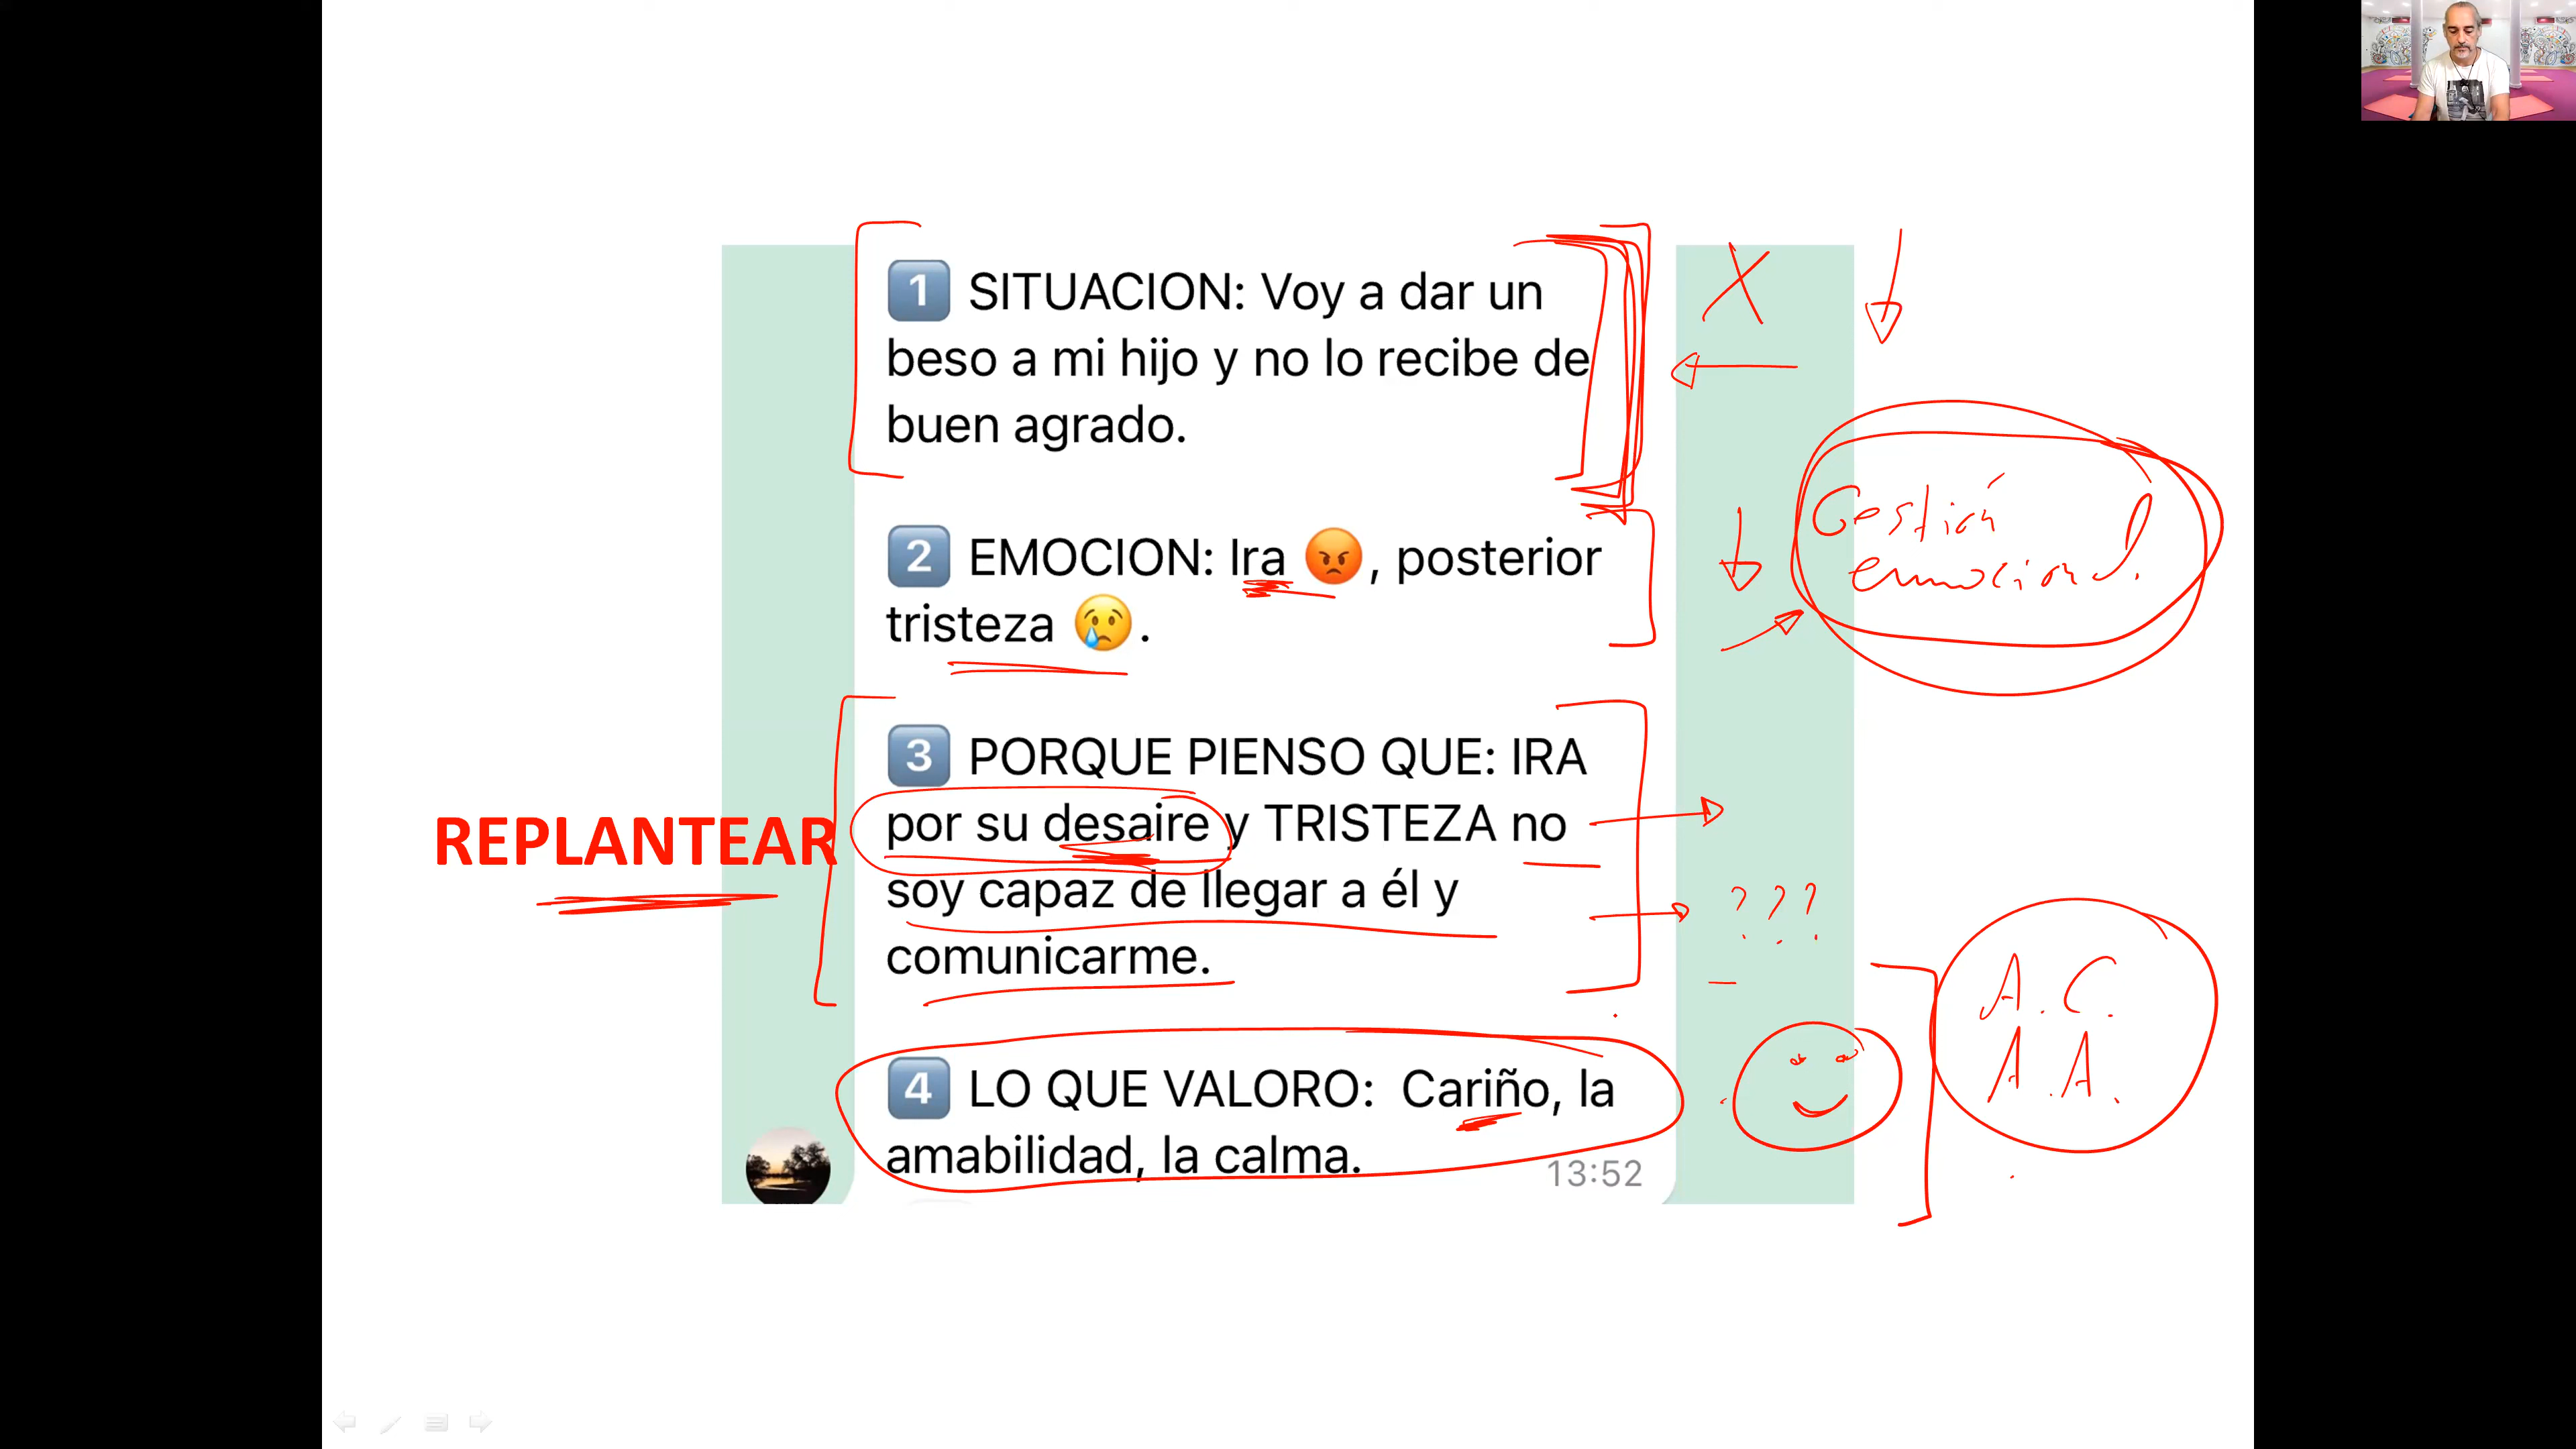 1 SITUACION: Voy a dar un
beso a mi hijo y no lo recibe de
buen agrado.
X
2 EMOCION: Ira 😡, posterior
tristeza 😢.
Gestión
emocional.
3 PORQUE PIENSO QUE: IRA
por su desaire y TRISTEZA no
soy capaz de llegar a él y
comunicarme.
REPLANTEAR
???
4 LO QUE VALORO:  Cariño, la
amabilidad, la calma.
13:52
A.C.
A.A.